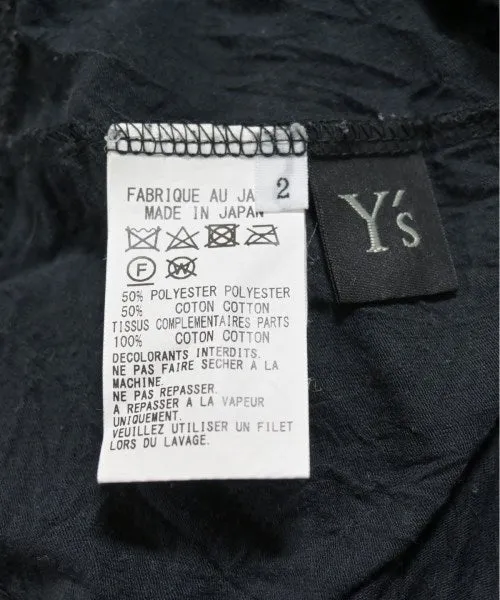 FABRIQUE AU JA
2
MADE IN JAPAN
Y's
F
W
50% POLYESTER POLYESTER
50% COTON COTTON
TISSUS COMPLEMENTAIRES PARTS
100% COTON COTTON
DECOLORANTS INTERDITS.
NE PAS FAIRE SECHER A LA
MACHINE.
NE PAS REPASSER.
A REPASSER A LA VAPEUR
UNIQUEMENT.
VEUILLEZ UTILISER UN FILET
LORS DU LAVAGE.